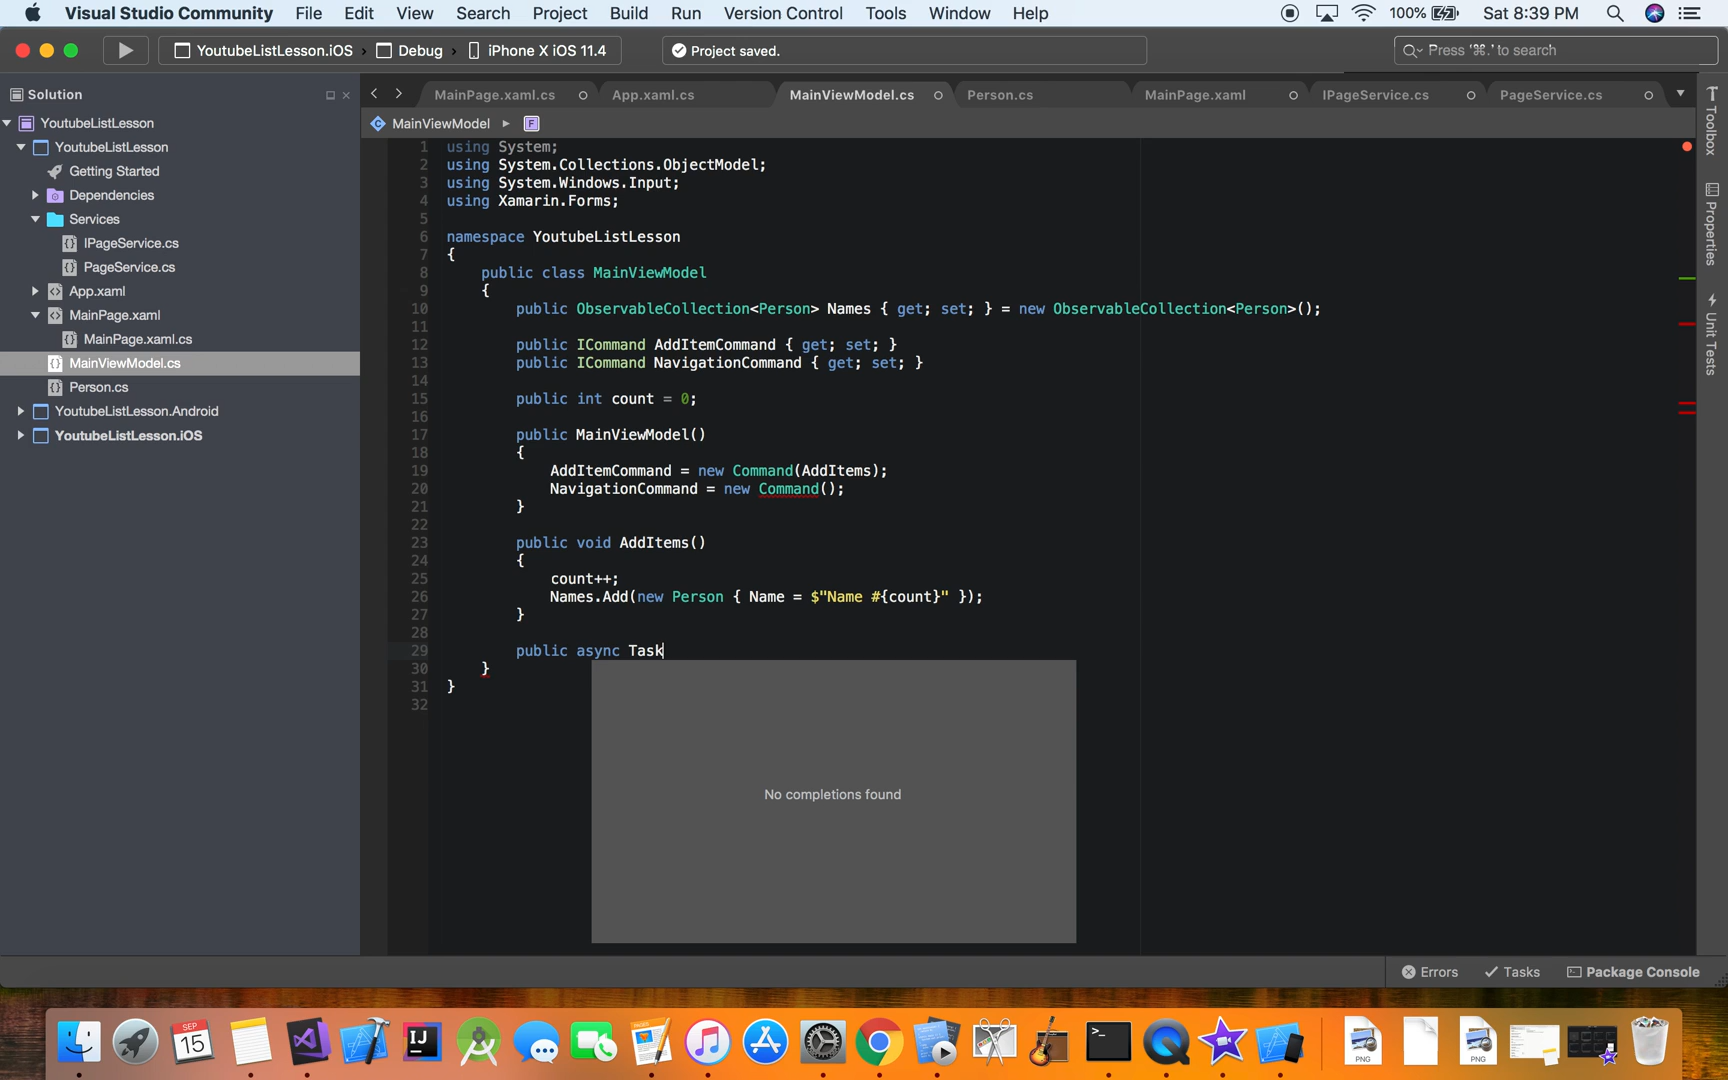 Visual Studio Community File Edit View Search Project Build Run Version Control Tools Window Help 100% Sat 8:39 PM
YoutubeListLesson.iOS Debug iPhone X iOS 11.4 Project saved. Press '⌘.' to search
Solution
MainPage.xaml.cs App.xaml.cs MainViewModel.cs Person.cs MainPage.xaml IPageService.cs PageService.cs
MainViewModel F
YoutubeListLesson
YoutubeListLesson
Getting Started
Dependencies
Services
IPageService.cs
PageService.cs
App.xaml
MainPage.xaml
MainPage.xaml.cs
MainViewModel.cs
Person.cs
YoutubeListLesson.Android
YoutubeListLesson.iOS
1 using System;
2 using System.Collections.ObjectModel;
3 using System.Windows.Input;
4 using Xamarin.Forms;
5
6 namespace YoutubeListLesson
7 {
8 public class MainViewModel
9 {
10 public ObservableCollection<Person> Names { get; set; } = new ObservableCollection<Person>();
11
12 public ICommand AddItemCommand { get; set; }
13 public ICommand NavigationCommand { get; set; }
14
15 public int count = 0;
16
17 public MainViewModel()
18 {
19 AddItemCommand = new Command(AddItems);
20 NavigationCommand = new Command();
21 }
22
23 public void AddItems()
24 {
25 count++;
26 Names.Add(new Person { Name = $"Name #{count}" });
27 }
28
29 public async Task
30 }
31 }
32
No completions found
Toolbox
Properties
Unit Tests
Errors Tasks Package Console
SEP
15
IJ
PAGES
>_
PNG
PNG